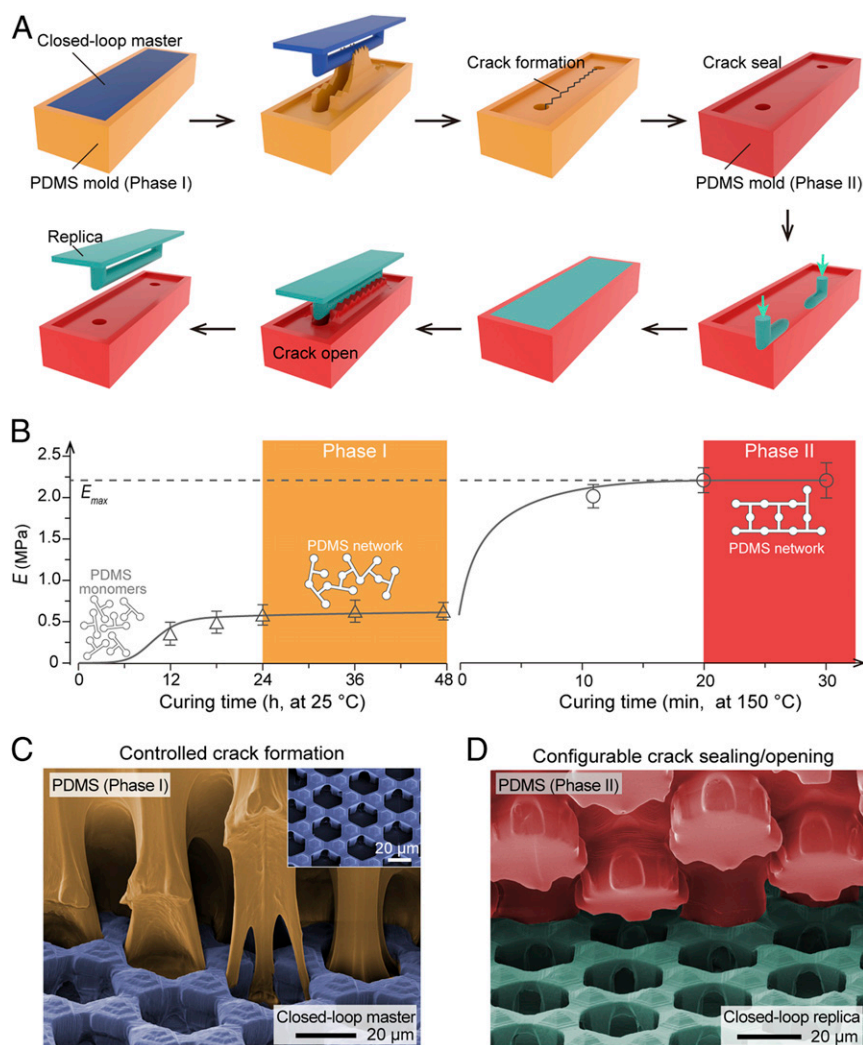 A
Closed-loop master
PDMS mold (Phase I)
Crack formation
Crack seal
PDMS mold (Phase II)
Replica
Crack open
B
Phase I
Phase II
2.5
2.0
1.5
1.0
0.5
0
E (MPa)
Emax
PDMS
monomers
PDMS network
PDMS network
0
12
24
36
48
0
10
20
30
Curing time (h, at 25 °C)
Curing time (min, at 150 °C)
C
Controlled crack formation
PDMS (Phase I)
20 µm
Closed-loop master
20 µm
D
Configurable crack sealing/opening
PDMS (Phase II)
Closed-loop replica
20 µm